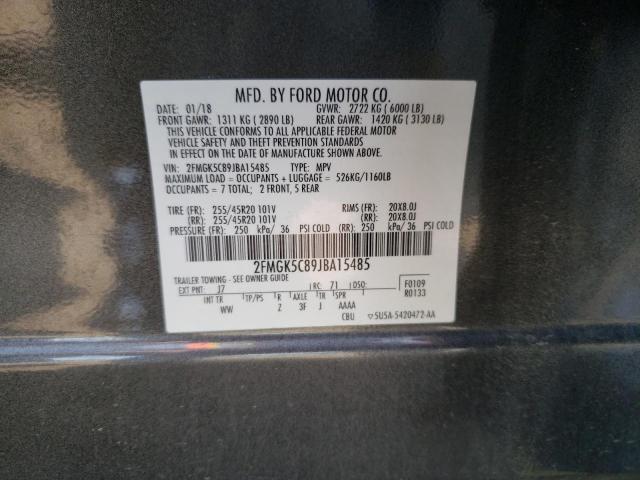 MFD. BY FORD MOTOR CO.
DATE: 01/18 GVWR: 2722 KG ( 6000 LB)
FRONT GAWR: 1311 KG ( 2890 LB) REAR GAWR: 1420 KG ( 3130 LB)
THIS VEHICLE CONFORMS TO ALL APPLICABLE FEDERAL MOTOR
VEHICLE SAFETY AND THEFT PREVENTION STANDARDS
IN EFFECT ON THE DATE OF MANUFACTURE SHOWN ABOVE.
VIN: 2FMGK5C89JBA15485 TYPE: MPV
MAXIMUM LOAD = OCCUPANTS + LUGGAGE = 526KG/1160LB
OCCUPANTS = 7 TOTAL; 2 FRONT, 5 REAR
TIRE (FR): 255/45R20 101V RIMS (FR): 20X8.0J
(RR): 255/45R20 101V (RR): 20X8.0J
PRESSURE (FR): 250 kPa/ 36 PSI COLD (RR): 250 kPa/ 36 PSI COLD
2FMGK5C89JBA15485
TRAILER TOWING - SEE OWNER GUIDE
EXT PNT: J7 RC: 71 DSO: F0109
INT TR TP/PS R AXLE TR SPR R0133
WW 2 3F J AAAA
CBU ▽5U5A-5420472-AA